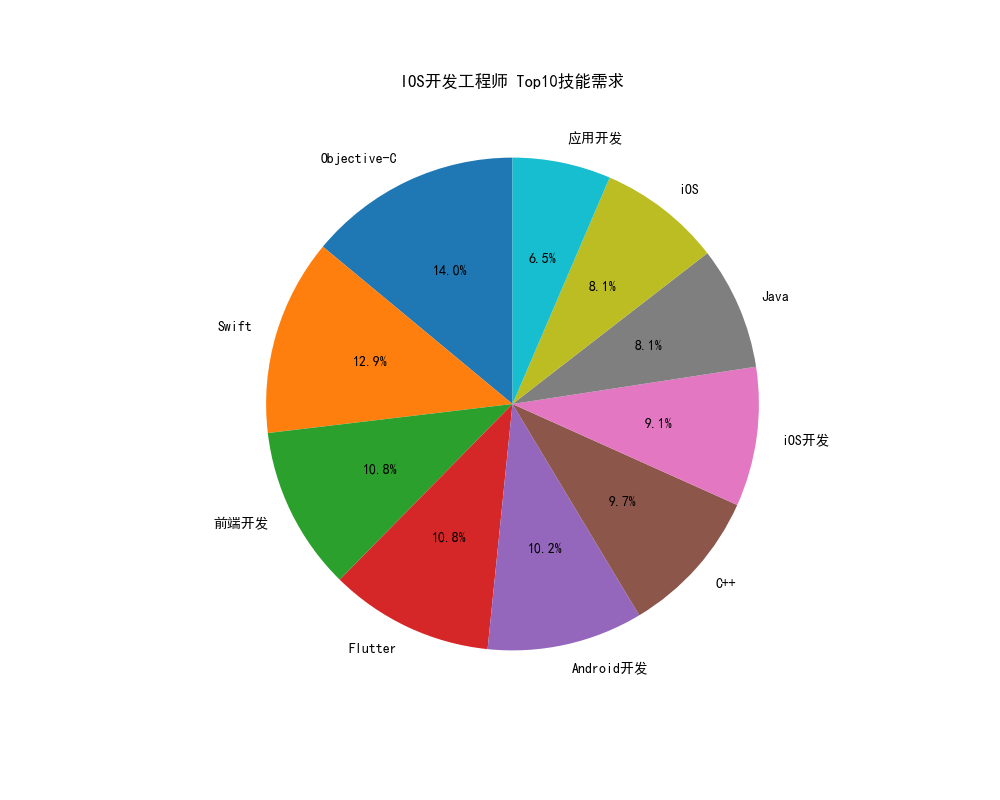 IOS开发工程师 Top10技能需求
应用开发
Objective-C
iOS
6.5%
14.0%
8.1%
Java
Swift
8.1%
12.9%
9.1%
iOS开发
10.8%
9.7%
前端开发
10.8%
10.2%
C++
Flutter
Android开发